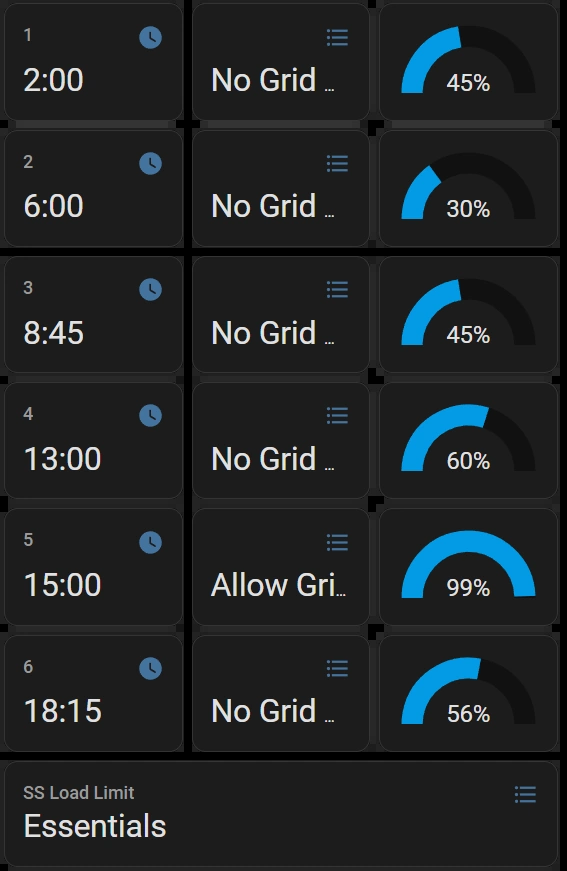 1
2:00
No Grid ...
45%
2
6:00
No Grid ...
30%
3
8:45
No Grid ...
45%
4
13:00
No Grid ...
60%
5
15:00
Allow Gri...
99%
6
18:15
No Grid ...
56%
SS Load Limit
Essentials